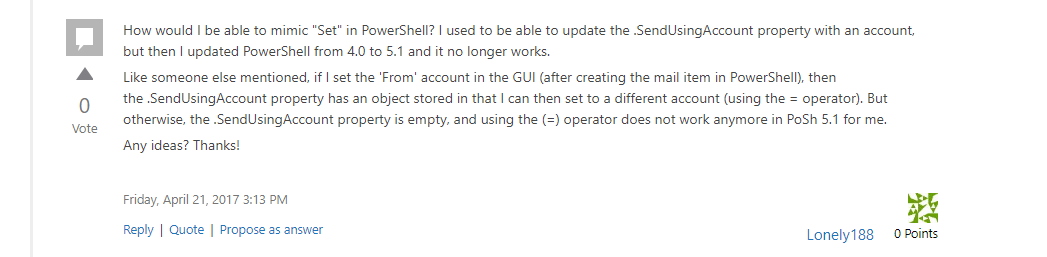 How would I be able to mimic "Set" in PowerShell? I used to be able to update the .SendUsingAccount property with an account,
but then I updated PowerShell from 4.0 to 5.1 and it no longer works.
Like someone else mentioned, if I set the 'From' account in the GUI (after creating the mail item in PowerShell), then
the .SendUsingAccount property has an object stored in that I can then set to a different account (using the = operator). But
otherwise, the .SendUsingAccount property is empty, and using the (=) operator does not work anymore in PoSh 5.1 for me.
Any ideas? Thanks!
0
Vote
Friday, April 21, 2017 3:13 PM
Reply | Quote | Propose as answer
Lonely188 0 Points